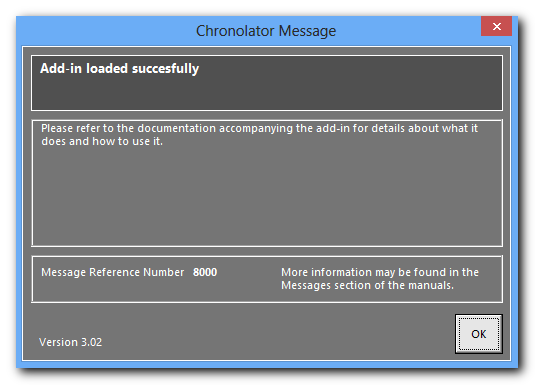 Chronolator Message
Add-in loaded succesfully
Please refer to the documentation accompanying the add-in for details about what it
does and how to use it.
Message Reference Number 8000
More information may be found in the
Messages section of the manuals.
OK
Version 3.02